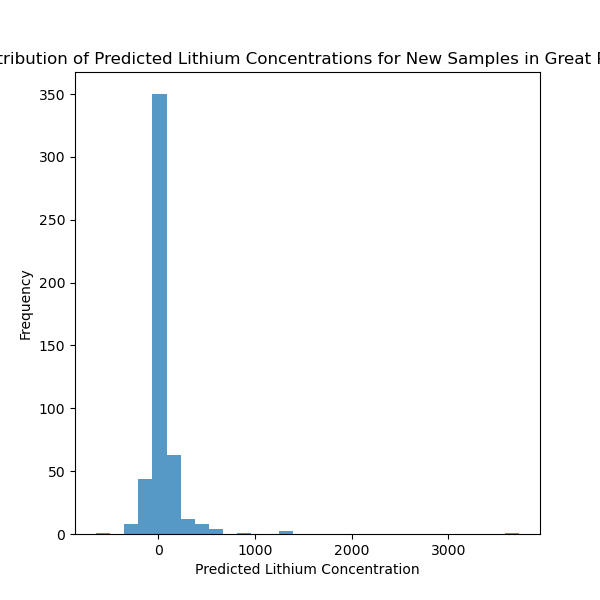 tribution of Predicted Lithium Concentrations for New Samples in Great
350
300
250
200
150
100
50
0
Frequency
0 1000 2000 3000
Predicted Lithium Concentration